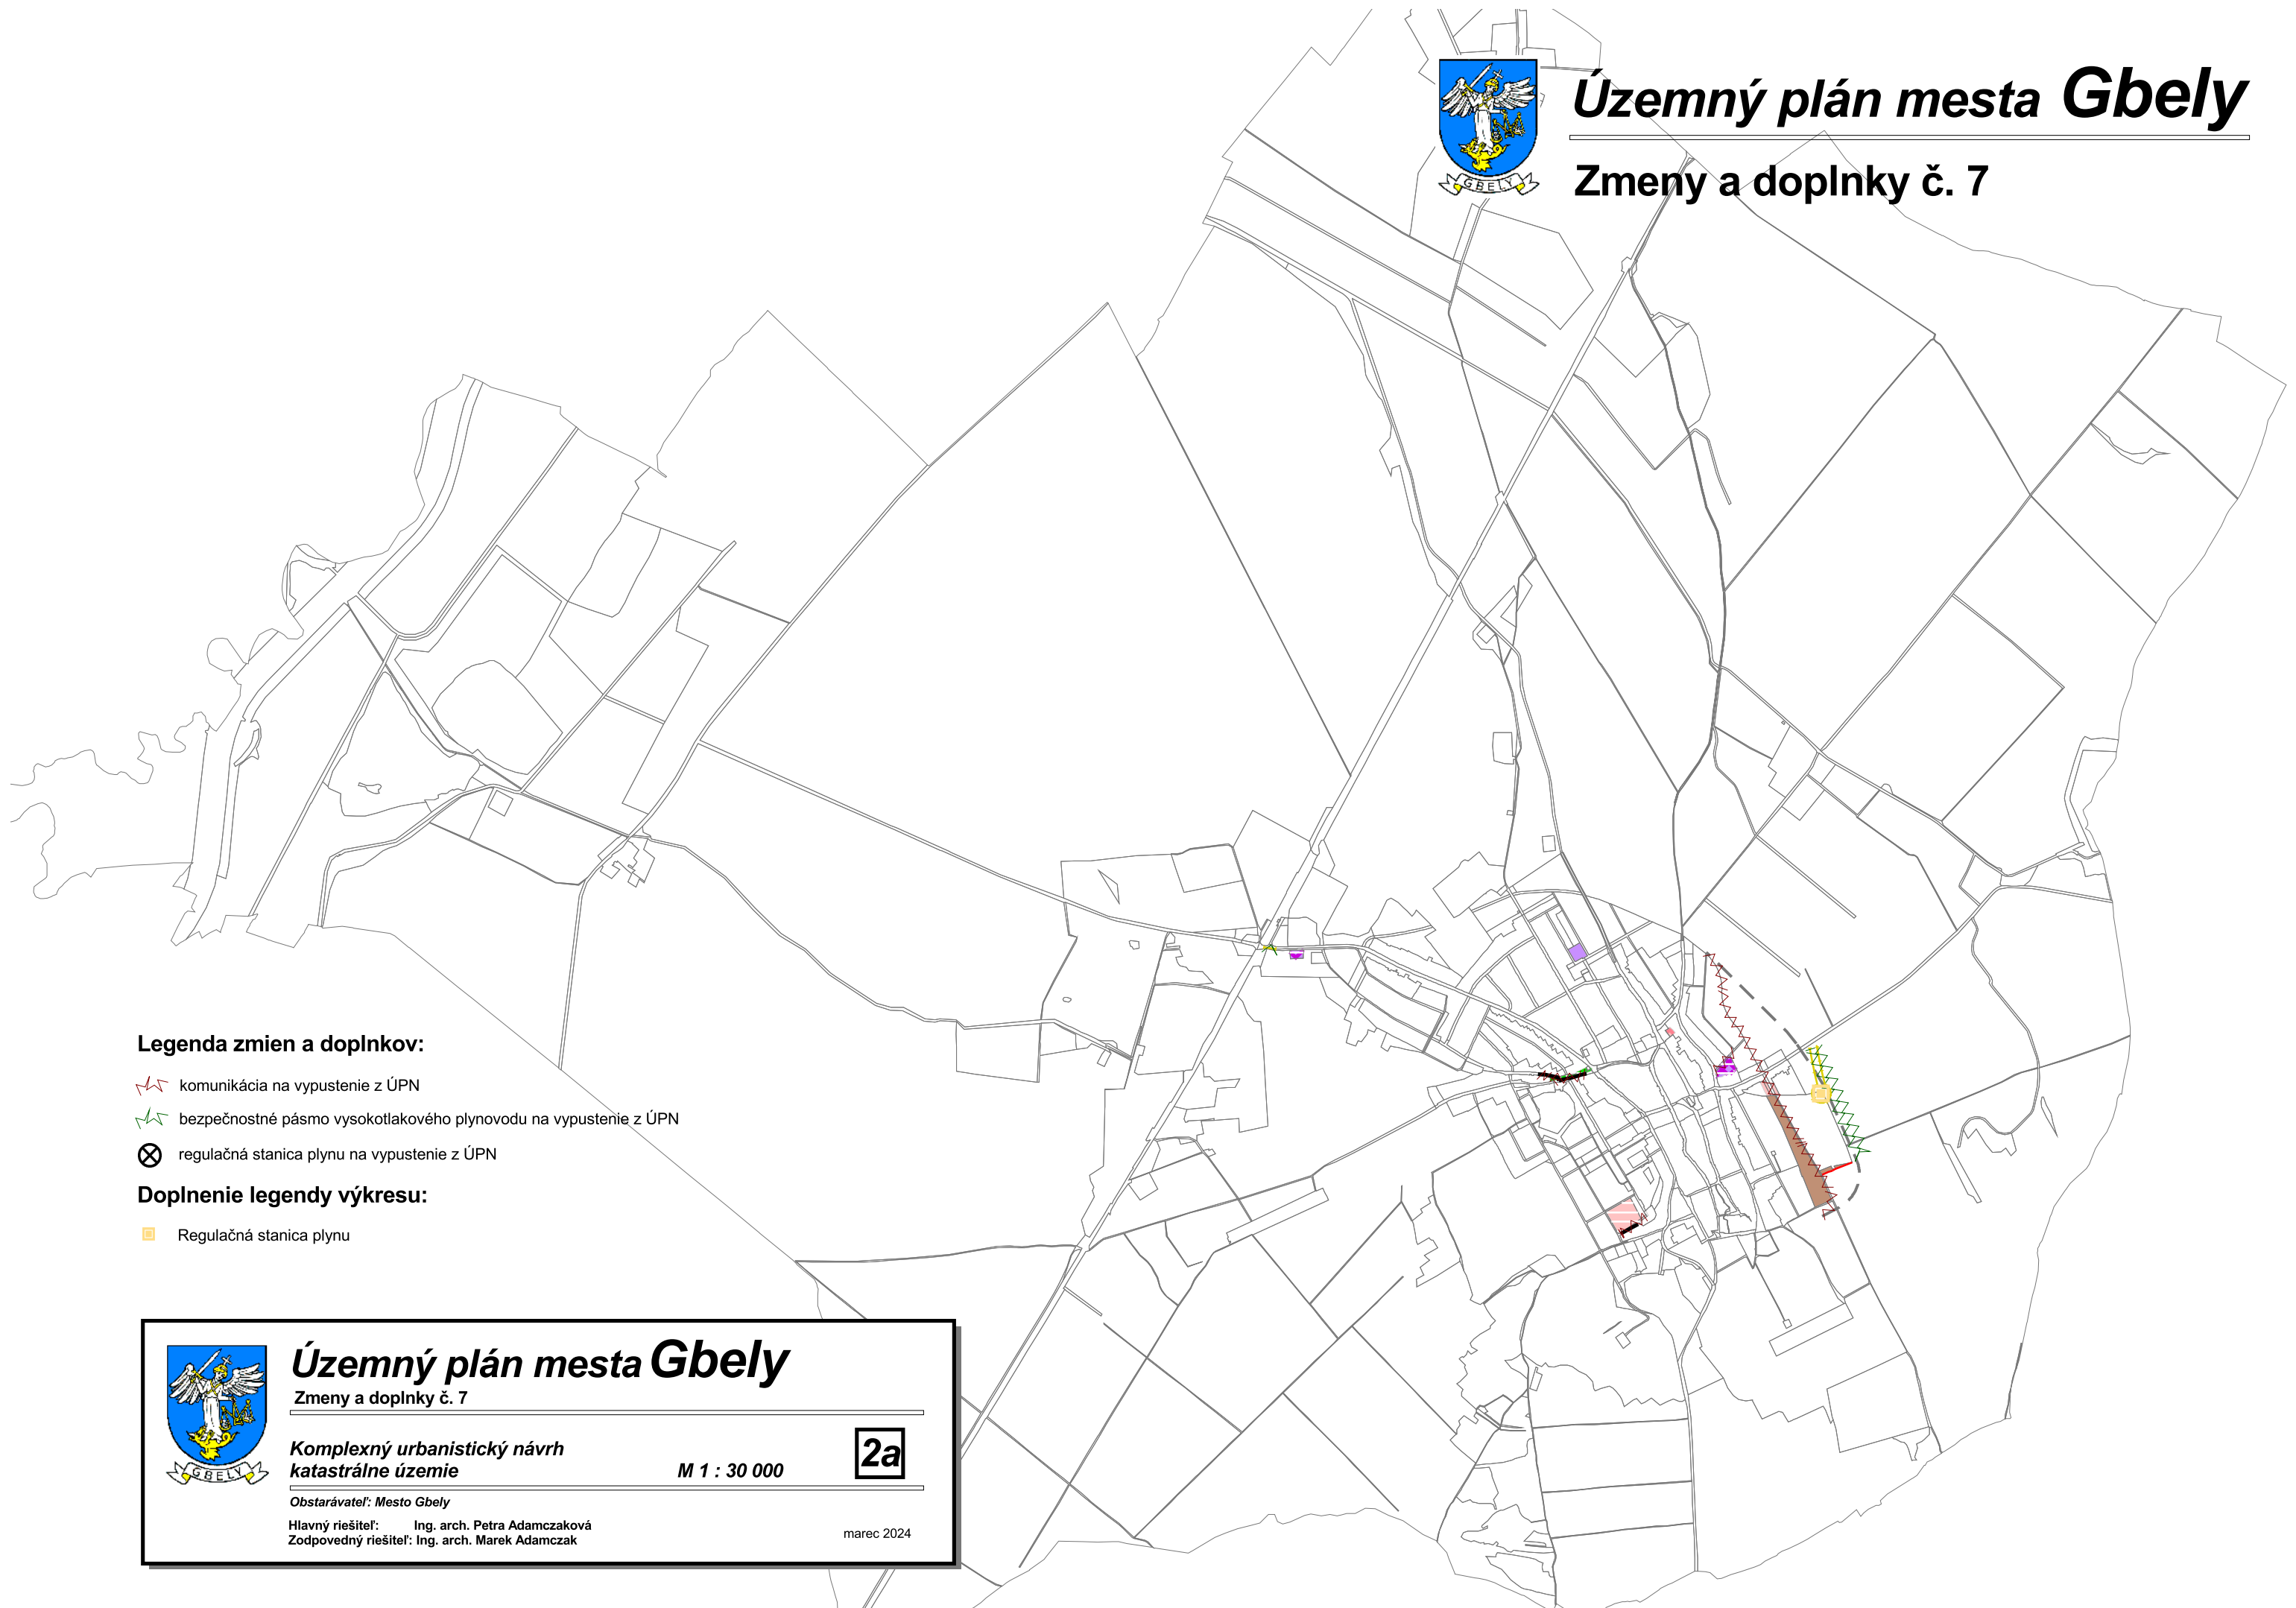 Územný plán mesta Gbely
Zmeny a doplnky č. 7
GBELY
Legenda zmien a doplnkov:
komunikácia na vypustenie z ÚPN
bezpečnostné pásmo vysokotlakového plynovodu na vypustenie z ÚPN
regulačná stanica plynu na vypustenie z ÚPN
Doplnenie legendy výkresu:
Regulačná stanica plynu
Územný plán mesta Gbely
Zmeny a doplnky č. 7
Komplexný urbanistický návrh
katastrálne územie M 1 : 30 000
2a
GBELY
Obstarávateľ: Mesto Gbely
Hlavný riešiteľ: Ing. arch. Petra Adamczaková
Zodpovedný riešiteľ: Ing. arch. Marek Adamczak
marec 2024